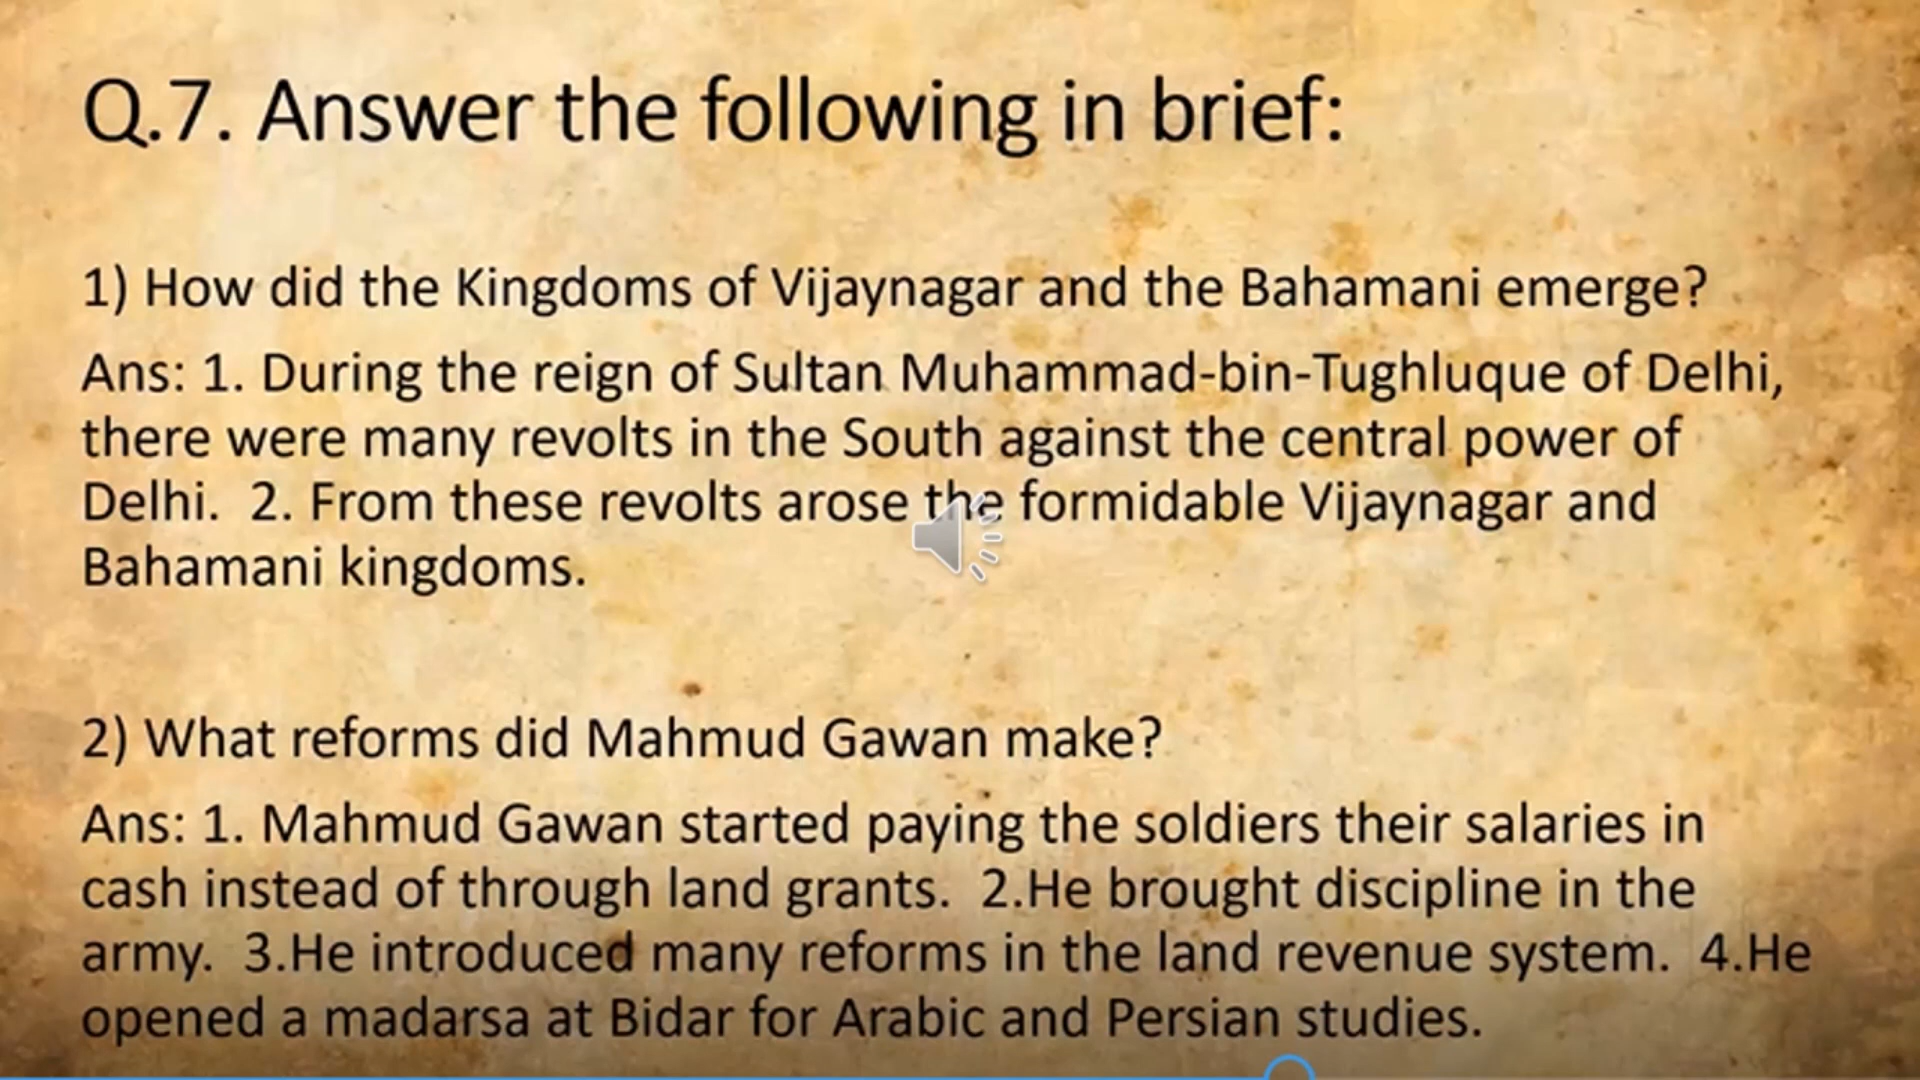 Q.7. Answer the following in brief:
1) How did the Kingdoms of Vijaynagar and the Bahamani emerge?
Ans: 1. During the reign of Sultan Muhammad-bin-Tughluque of Delhi,
there were many revolts in the South against the central power of
Delhi.  2. From these revolts arose the formidable Vijaynagar and
Bahamani kingdoms.
2) What reforms did Mahmud Gawan make?
Ans: 1. Mahmud Gawan started paying the soldiers their salaries in
cash instead of through land grants.  2.He brought discipline in the
army.  3.He introduced many reforms in the land revenue system.  4.He
opened a madarsa at Bidar for Arabic and Persian studies.